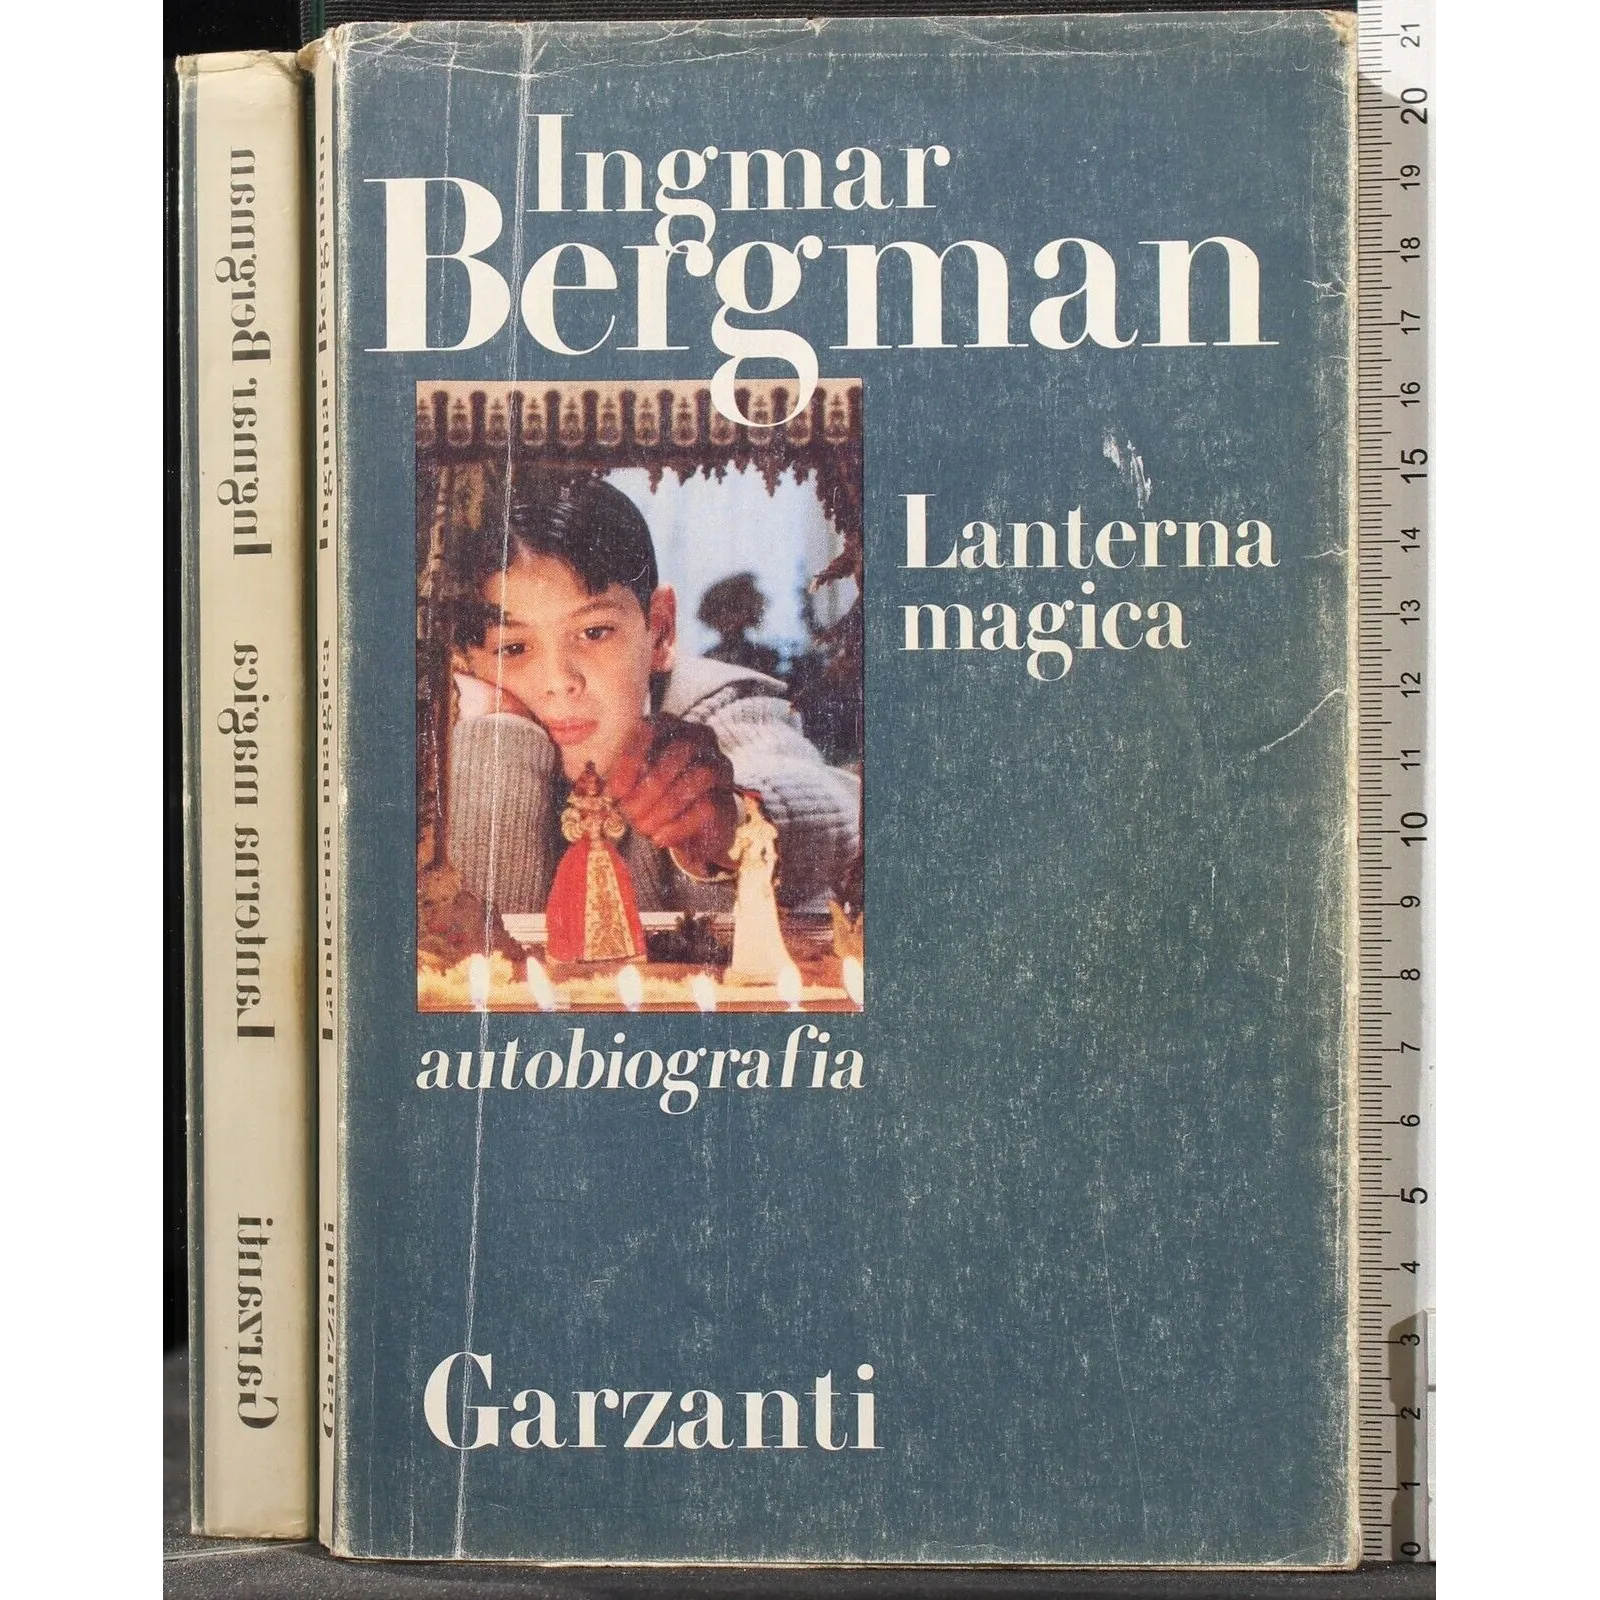 Ingmar
Bergman
Lanterna
magica
autobiografia
Garzanti
Ingmar Bergman Lanterna magica Garzanti
Ingmar Bergman Lanterna magica Garzanti
21
20
19
18
17
16
15
14
13
12
11
10
9
8
7
6
5
4
3
2
1
0